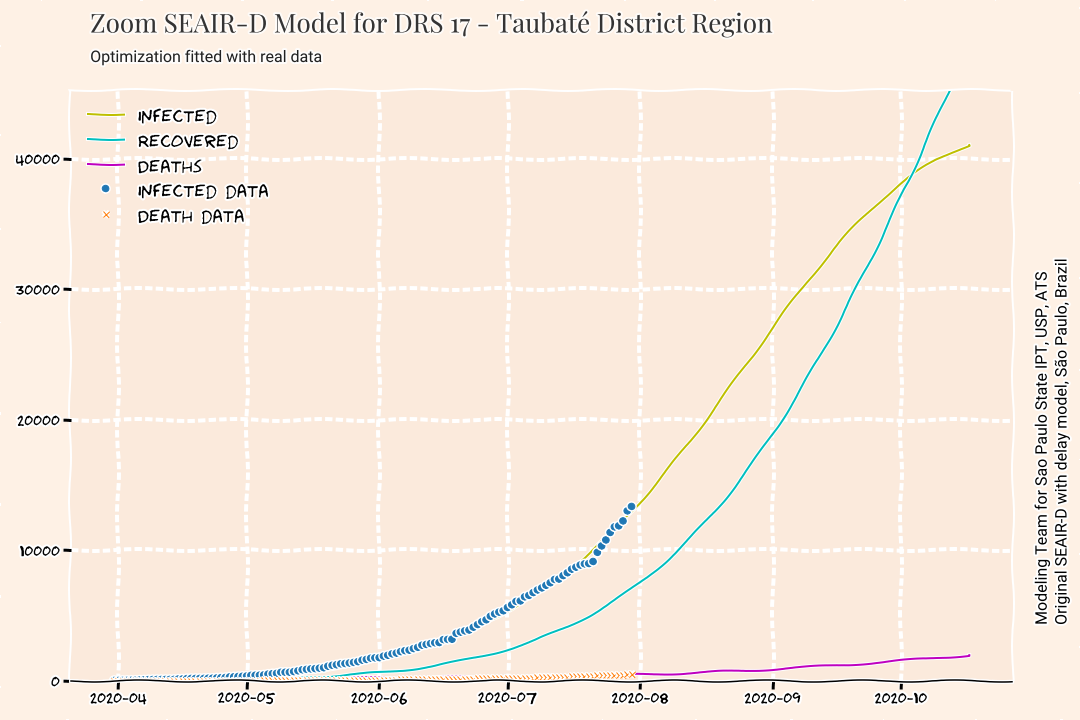 Zoom SEAIR-D Model for DRS 17 - Taubaté District Region
Optimization fitted with real data
INFECTED
RECOVERED
DEATHS
INFECTED DATA
DEATH DATA
40000
30000
20000
10000
0
2020-04
2020-05
2020-06
2020-07
2020-08
2020-09
2020-10
Modeling Team for Sao Paulo State IPT, USP, ATS
Original SEAIR-D with delay model, São Paulo, Brazil